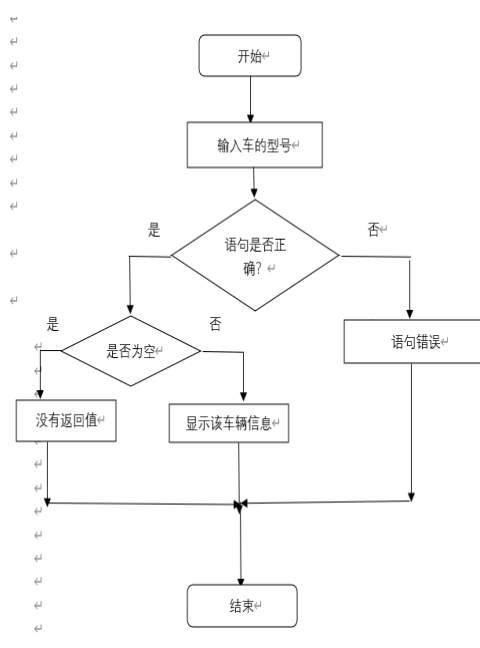 开始
输入车的型号
是
否
语句是否正
确?
是
否
是否为空
语句错误
没有返回值
显示该车辆信息
结束